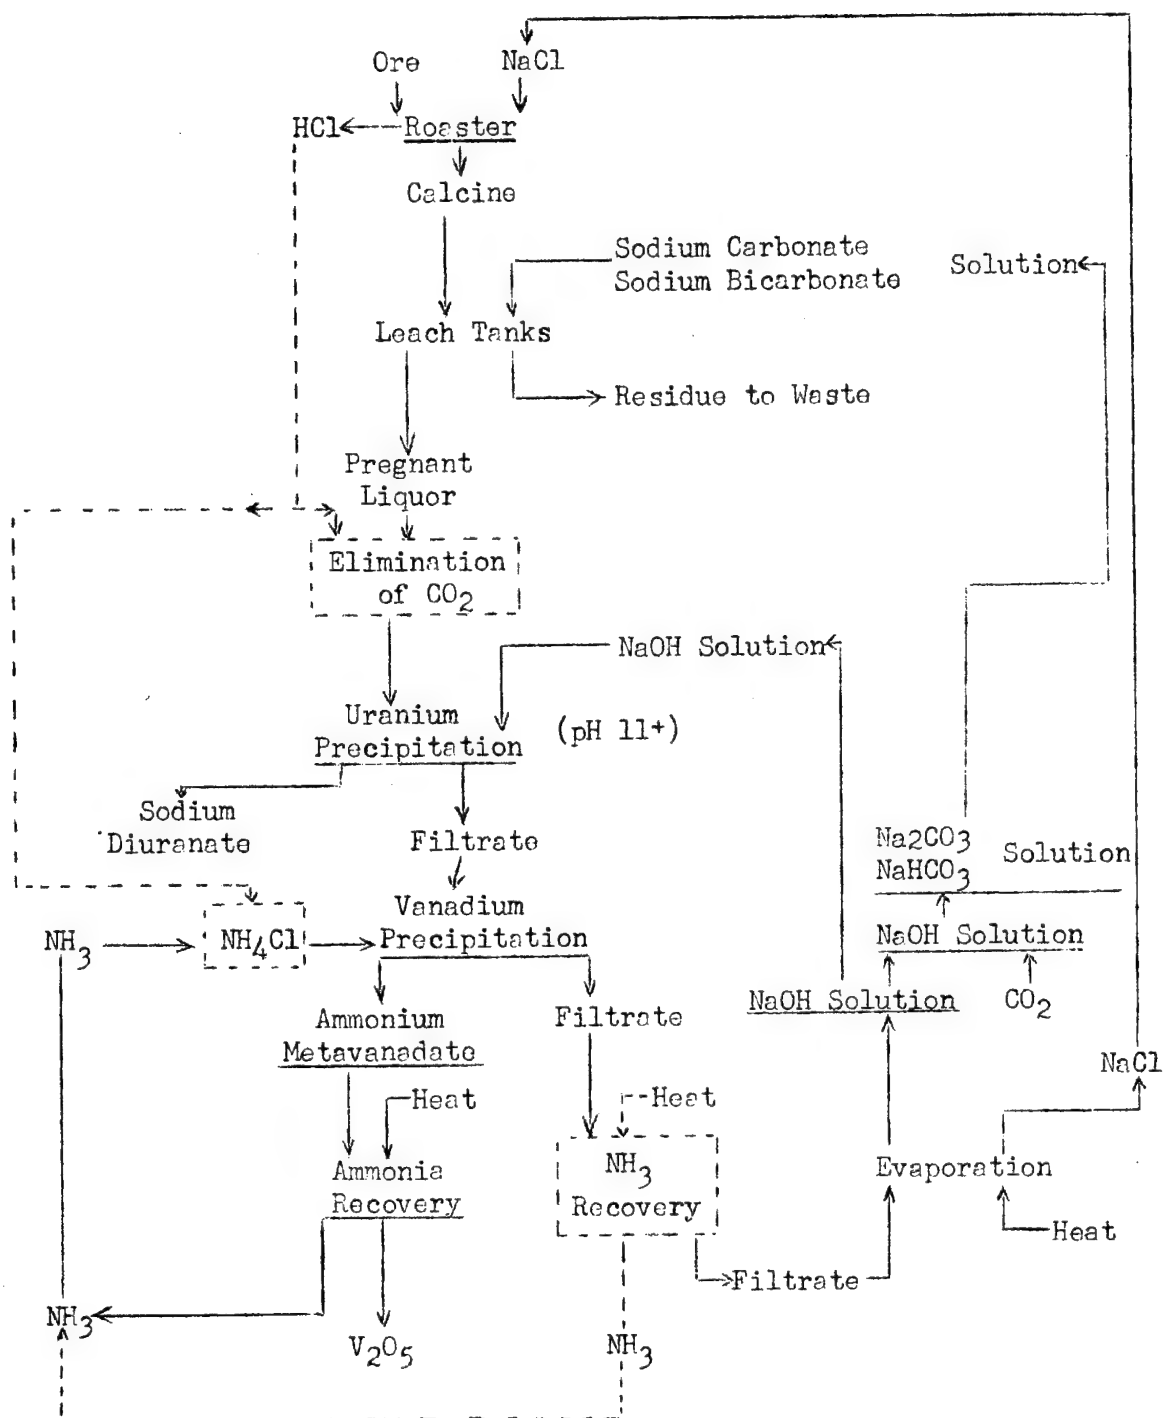 Ore
NaCl
HCl
Roaster
Calcine
Sodium Carbonate
Sodium Bicarbonate
Solution
Leach Tanks
Residue to Waste
Pregnant
Liquor
Elimination
of CO2
NaOH Solution
Uranium
Precipitation
(pH 11+)
Sodium
Diuranate
Filtrate
Na2CO3
NaHCO3
Solution
Vanadium
Precipitation
NH3
NH4Cl
NaOH Solution
NaOH Solution
CO2
Ammonium
Metavanadate
Filtrate
NaCl
Heat
Heat
Ammonia
Recovery
NH3
Recovery
Evaporation
Heat
Filtrate
NH3
V2O5
NH3